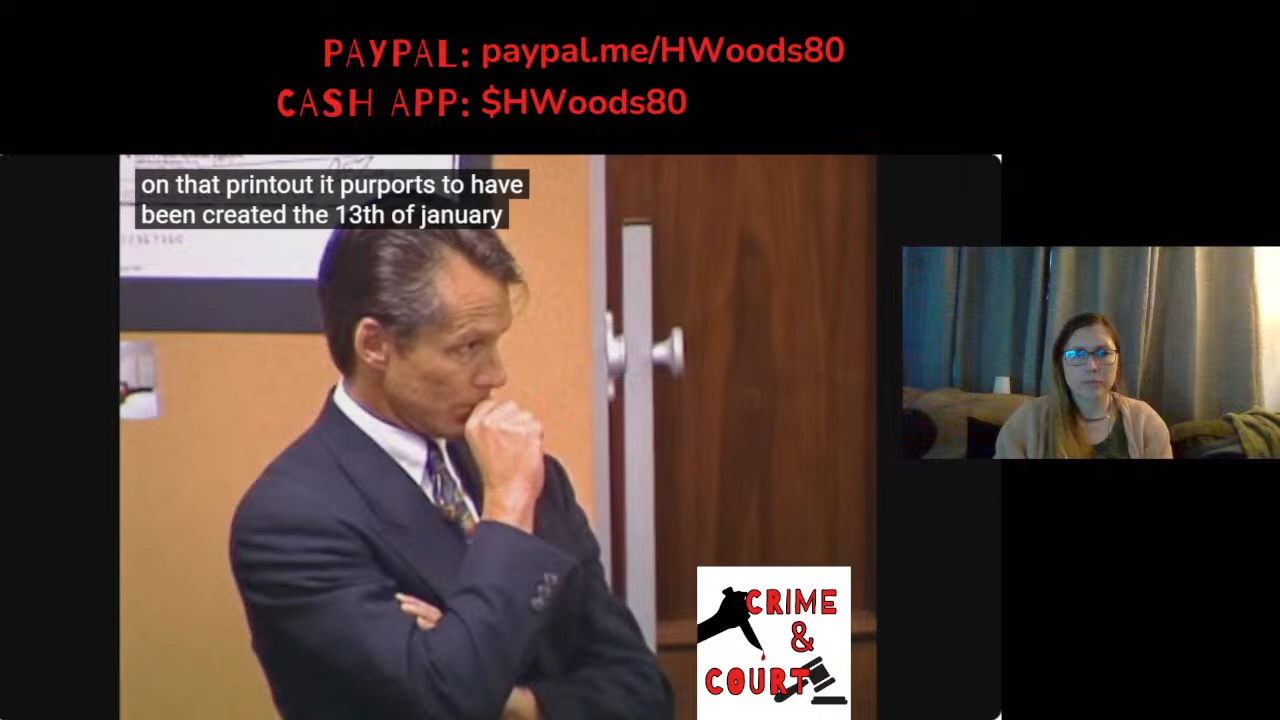 PAYPAL: paypal.me/HWoods80
CASH APP: $HWoods80
on that printout it purports to have
been created the 13th of january
CRIME
&
COURT